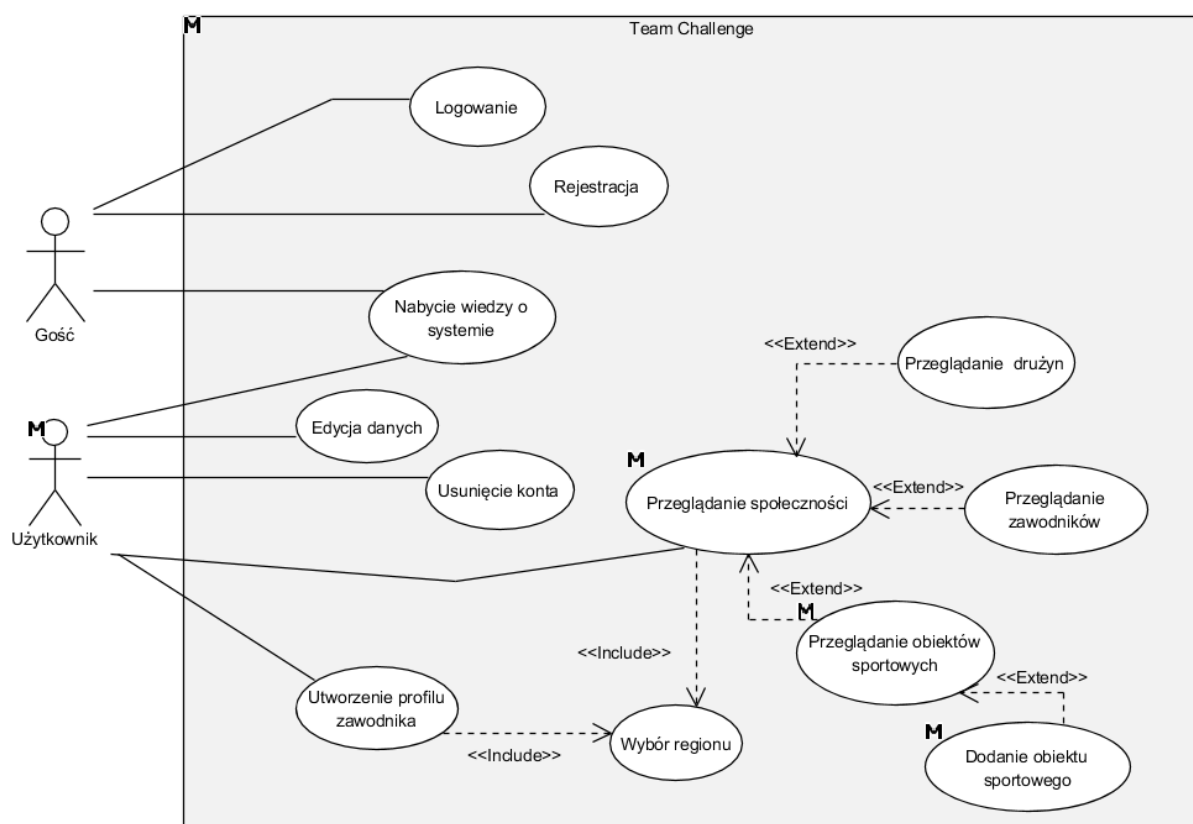 M
Team Challenge
Logowanie
Rejestracja
Gość
Nabycie wiedzy o
systemie
<<Extend>>
Przeglądanie drużyn
M
Edycja danych
Użytkownik
Usunięcie konta
M
Przeglądanie społeczności
<<Extend>>
Przeglądanie
zawodników
<<Extend>>
M
Przeglądanie obiektów
sportowych
<<Include>>
<<Extend>>
Utworzenie profilu
zawodnika
<<Include>>
Wybór regionu
M
Dodanie obiektu
sportowego